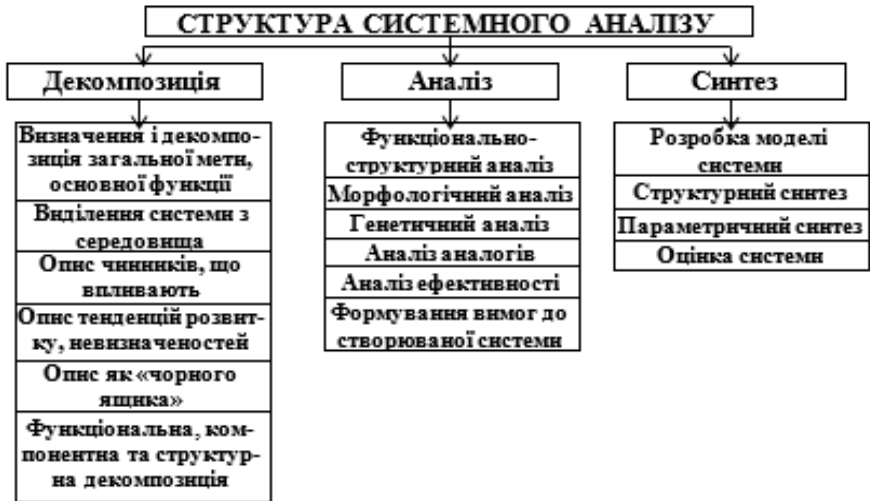 СТРУКТУРА СИСТЕМНОГО АНАЛІЗУ
Декомпозиція
Визначення і декомпо-
зиція загальної мети,
основної функції
Виділення системи з
середовища
Опис чинників, що
впливають
Опис тенденцій розвит-
ку, невизначеностей
Опис як «чорного
ящика»
Функціональна, ком-
понентна та структур-
на декомпозиція
Аналіз
Функціонально-
структурний аналіз
Морфологічний аналіз
Генетичний аналіз
Аналіз аналогів
Аналіз ефективності
Формування вимог до
створюваної системи
Синтез
Розробка моделі
системи
Структурний синтез
Параметричний синтез
Оцінка системи